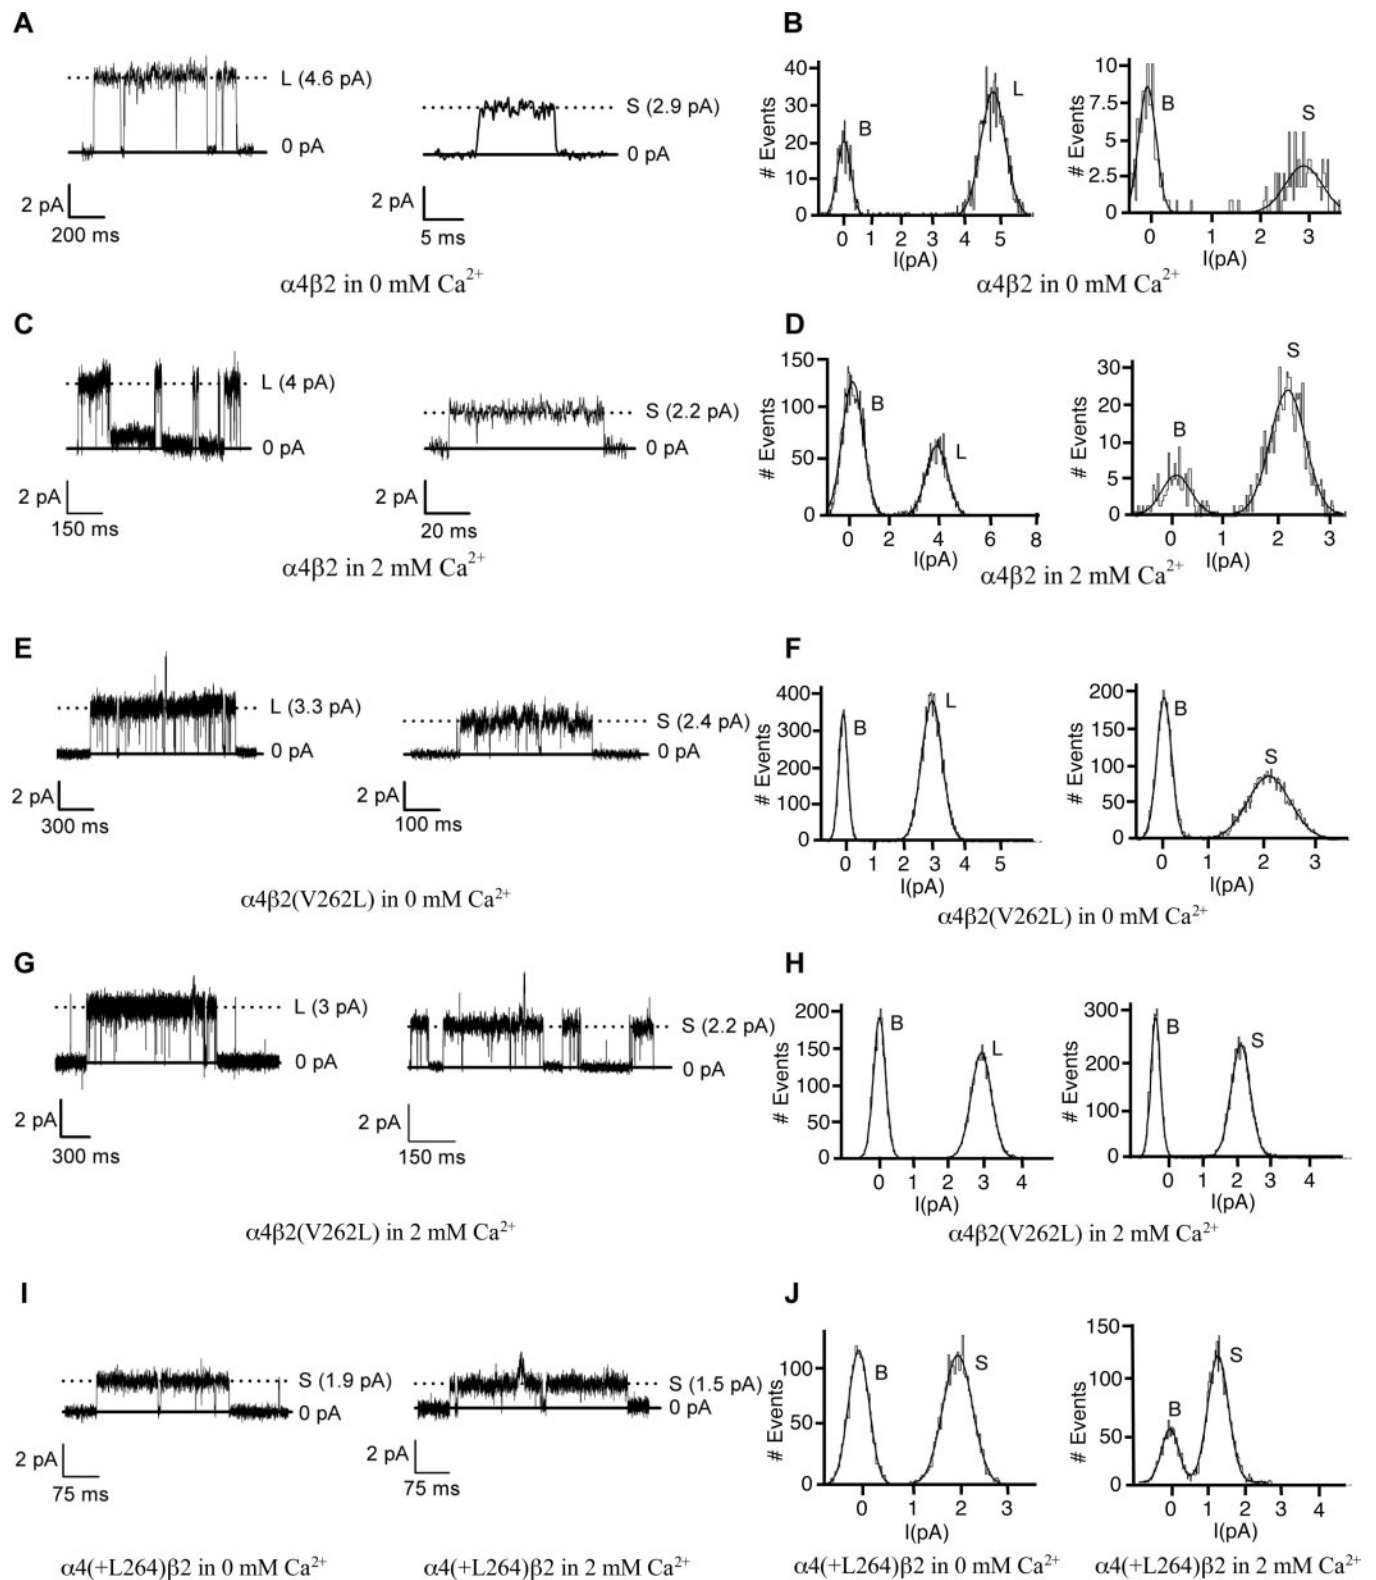 A
L (4.6 pA)
0 pA
2 pA
200 ms
S (2.9 pA)
0 pA
2 pA
5 ms
α4β2 in 0 mM Ca²⁺
B
40
30
20
10
0
# Events
B
L
0 1 2 3 4 5
I(pA)
10
7.5
5
2.5
0
# Events
B
S
0 1 2 3
I(pA)
α4β2 in 0 mM Ca²⁺
C
L (4 pA)
0 pA
2 pA
150 ms
S (2.2 pA)
0 pA
2 pA
20 ms
α4β2 in 2 mM Ca²⁺
D
150
100
50
0
# Events
B
L
0 2 4 6 8
I(pA)
30
20
10
5
0
# Events
B
S
0 1 2 3
I(pA)
α4β2 in 2 mM Ca²⁺
E
L (3.3 pA)
0 pA
2 pA
300 ms
S (2.4 pA)
0 pA
2 pA
100 ms
α4β2(V262L) in 0 mM Ca²⁺
F
400
300
200
100
0
# Events
B
L
0 1 2 3 4 5
I(pA)
200
150
100
50
0
# Events
B
S
0 1 2 3
I(pA)
α4β2(V262L) in 0 mM Ca²⁺
G
L (3 pA)
0 pA
2 pA
300 ms
S (2.2 pA)
0 pA
2 pA
150 ms
α4β2(V262L) in 2 mM Ca²⁺
H
200
150
100
50
0
# Events
B
L
0 1 2 3 4
I(pA)
300
200
100
0
# Events
B
S
0 1 2 3 4
I(pA)
α4β2(V262L) in 2 mM Ca²⁺
I
S (1.9 pA)
0 pA
2 pA
75 ms
S (1.5 pA)
0 pA
2 pA
75 ms
α4(+L264)β2 in 0 mM Ca²⁺
α4(+L264)β2 in 2 mM Ca²⁺
J
100
50
0
# Events
B
S
0 1 2 3
I(pA)
150
100
50
0
# Events
B
S
0 1 2 3 4
I(pA)
α4(+L264)β2 in 0 mM Ca²⁺
α4(+L264)β2 in 2 mM Ca²⁺